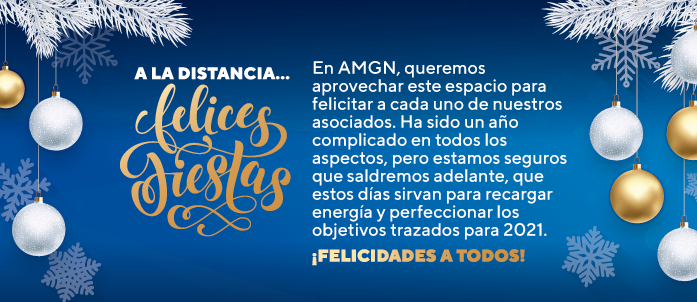 A LA DISTANCIA...
felices
Fiestas
En AMGN, queremos
aprovechar este espacio para
felicitar a cada uno de nuestros
asociados. Ha sido un año
complicado en todos los
aspectos, pero estamos seguros
que saldremos adelante, que
estos días sirvan para recargar
energía y perfeccionar los
objetivos trazados para 2021.
¡FELICIDADES A TODOS!